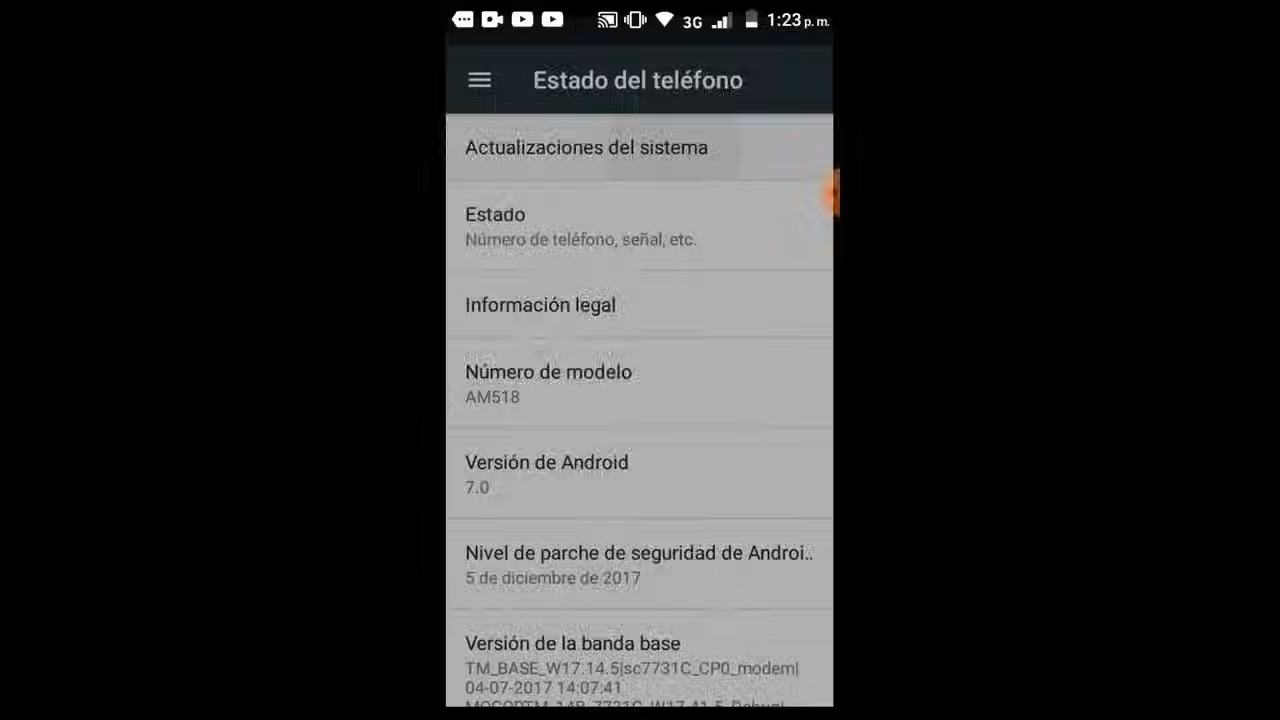 3G 1:23 p.m.
Estado del teléfono
Actualizaciones del sistema
Estado
Número de teléfono, señal, etc.
Información legal
Número de modelo
AM518
Versión de Android
7.0
Nivel de parche de seguridad de Androi..
5 de diciembre de 2017
Versión de la banda base
TM_BASE_W17.14.5|sc7731C_CP0_modem|
04-07-2017 14:07:41